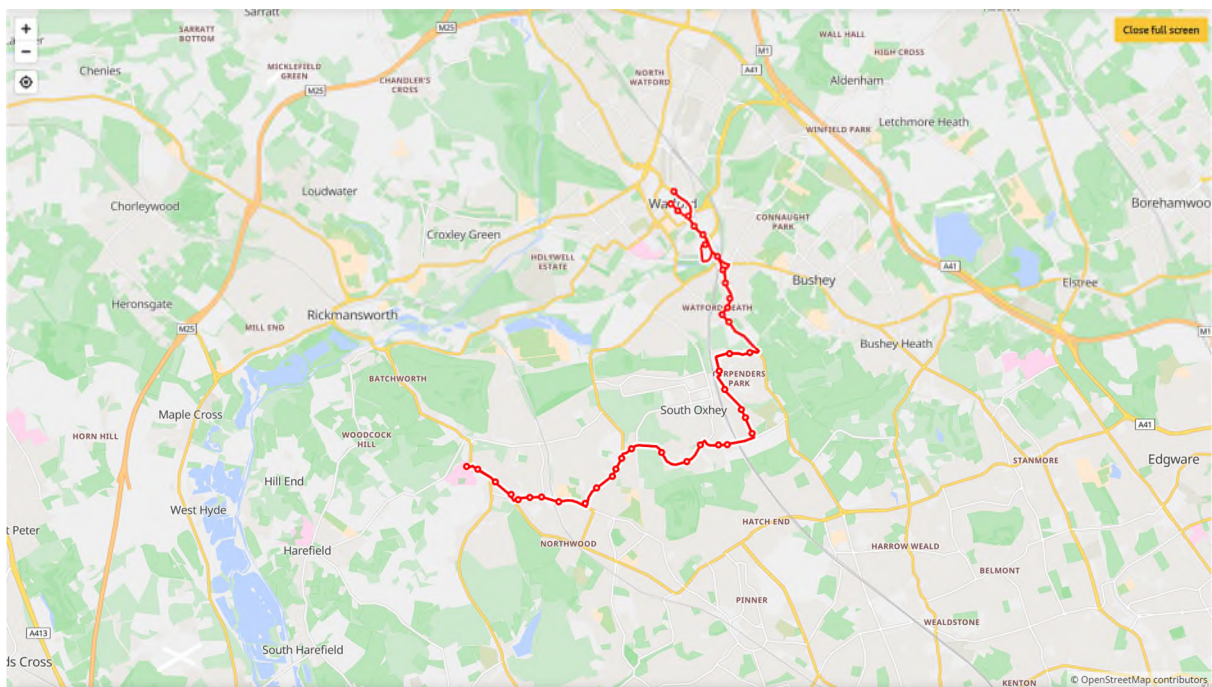 Sarratt
+
−
Close full screen
SARRATT
BOTTOM
M25
WALL HALL
HIGH CROSS
M1
A41
Chenies
MICKLEFIELD
GREEN
CHANDLER'S
CROSS
NORTH
WATFORD
Aldenham
M25
Letchmore Heath
WINFIELD PARK
Loudwater
Chorleywood
Watford
Borehamwoo
CONNAUGHT
PARK
Croxley Green
HOLYWELL
ESTATE
A41
Bushey
Elstree
Heronsgate
Rickmansworth
WATFORD HEATH
M25
MILL END
M1
Bushey Heath
BATCHWORTH
CARPENDERS
PARK
Maple Cross
South Oxhey
A41
HORN HILL
WOODCOCK
HILL
Edgware
STANMORE
Hill End
West Hyde
t Peter
HATCH END
Harefield
NORTHWOOD
HARROW WEALD
BELMONT
PINNER
WEALDSTONE
A413
South Harefield
ds Cross
KENTON
© OpenStreetMap contributors